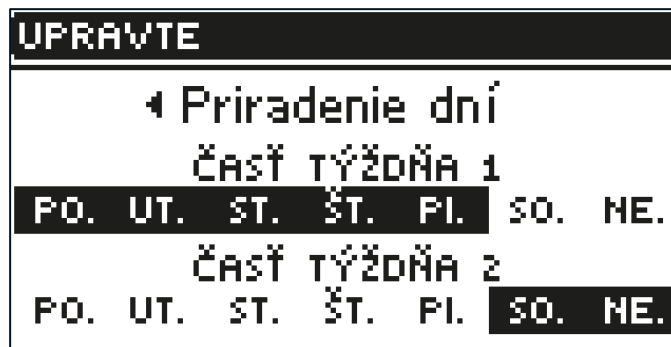 UPRAVTE
Priradenie dní
ČASŤ TÝŽDŇA 1
PO. UT. ST. ŠT. PI. SO. NE.
ČASŤ TÝŽDŇA 2
PO. UT. ST. ŠT. PI. SO. NE.